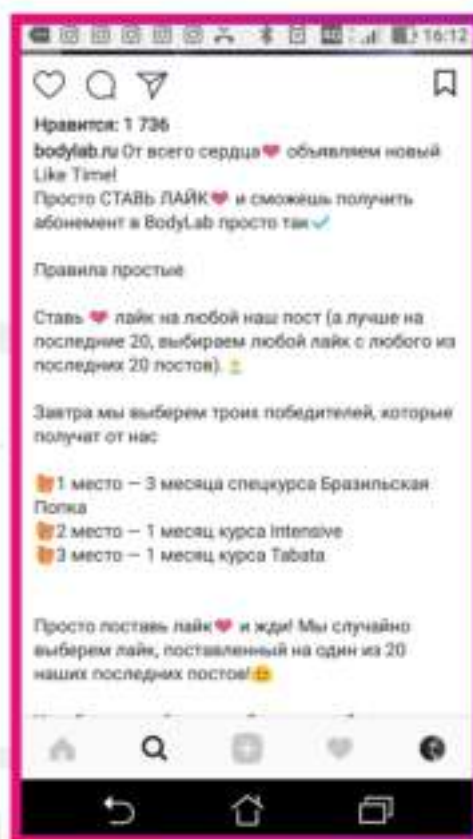 16:12
Нравится: 1 736
bodylab.ru От всего сердца❤ объявляем новый
Like Time!
Просто СТАВЬ ЛАЙК❤ и сможешь получить
абонемент в BodyLab просто так✔
Правила простые
Ставь ❤ лайк на любой наш пост (а лучше на
последние 20, выбираем любой лайк с любого из
последних 20 постов).
Завтра мы выберем троих победителей, которые
получат от нас
🎁1 место — 3 месяца спецкурса Бразильская
Попка
🎁2 место — 1 месяц курса Intensive
🎁3 место — 1 месяц курса Tabata
Просто поставь лайк❤ и жди! Мы случайно
выберем лайк, поставленный на один из 20
наших последних постов!😊